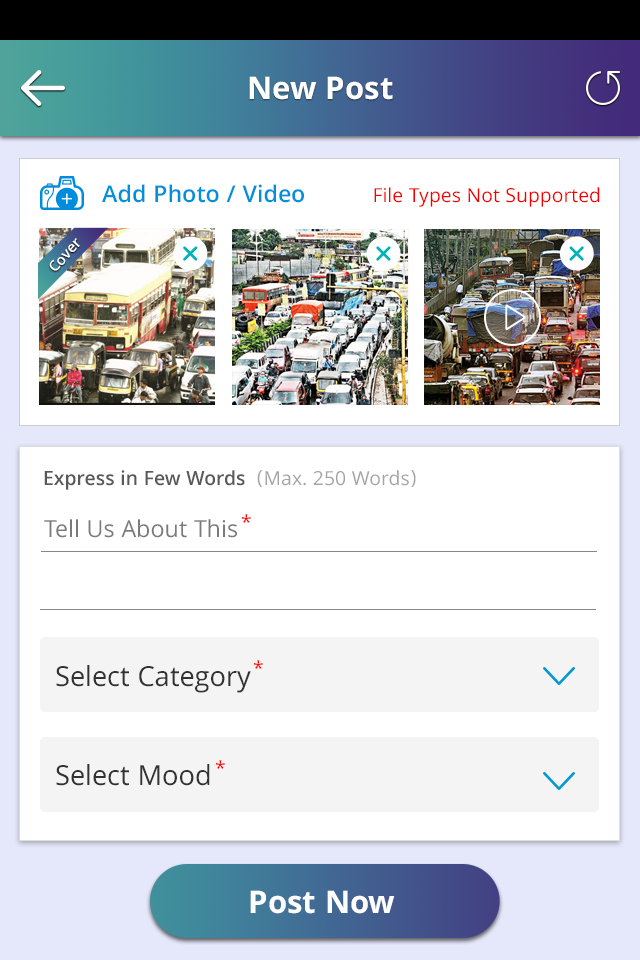 New Post
Add Photo / Video
File Types Not Supported
Cover
Express in Few Words (Max. 250 Words)
Tell Us About This*
Select Category*
Select Mood*
Post Now